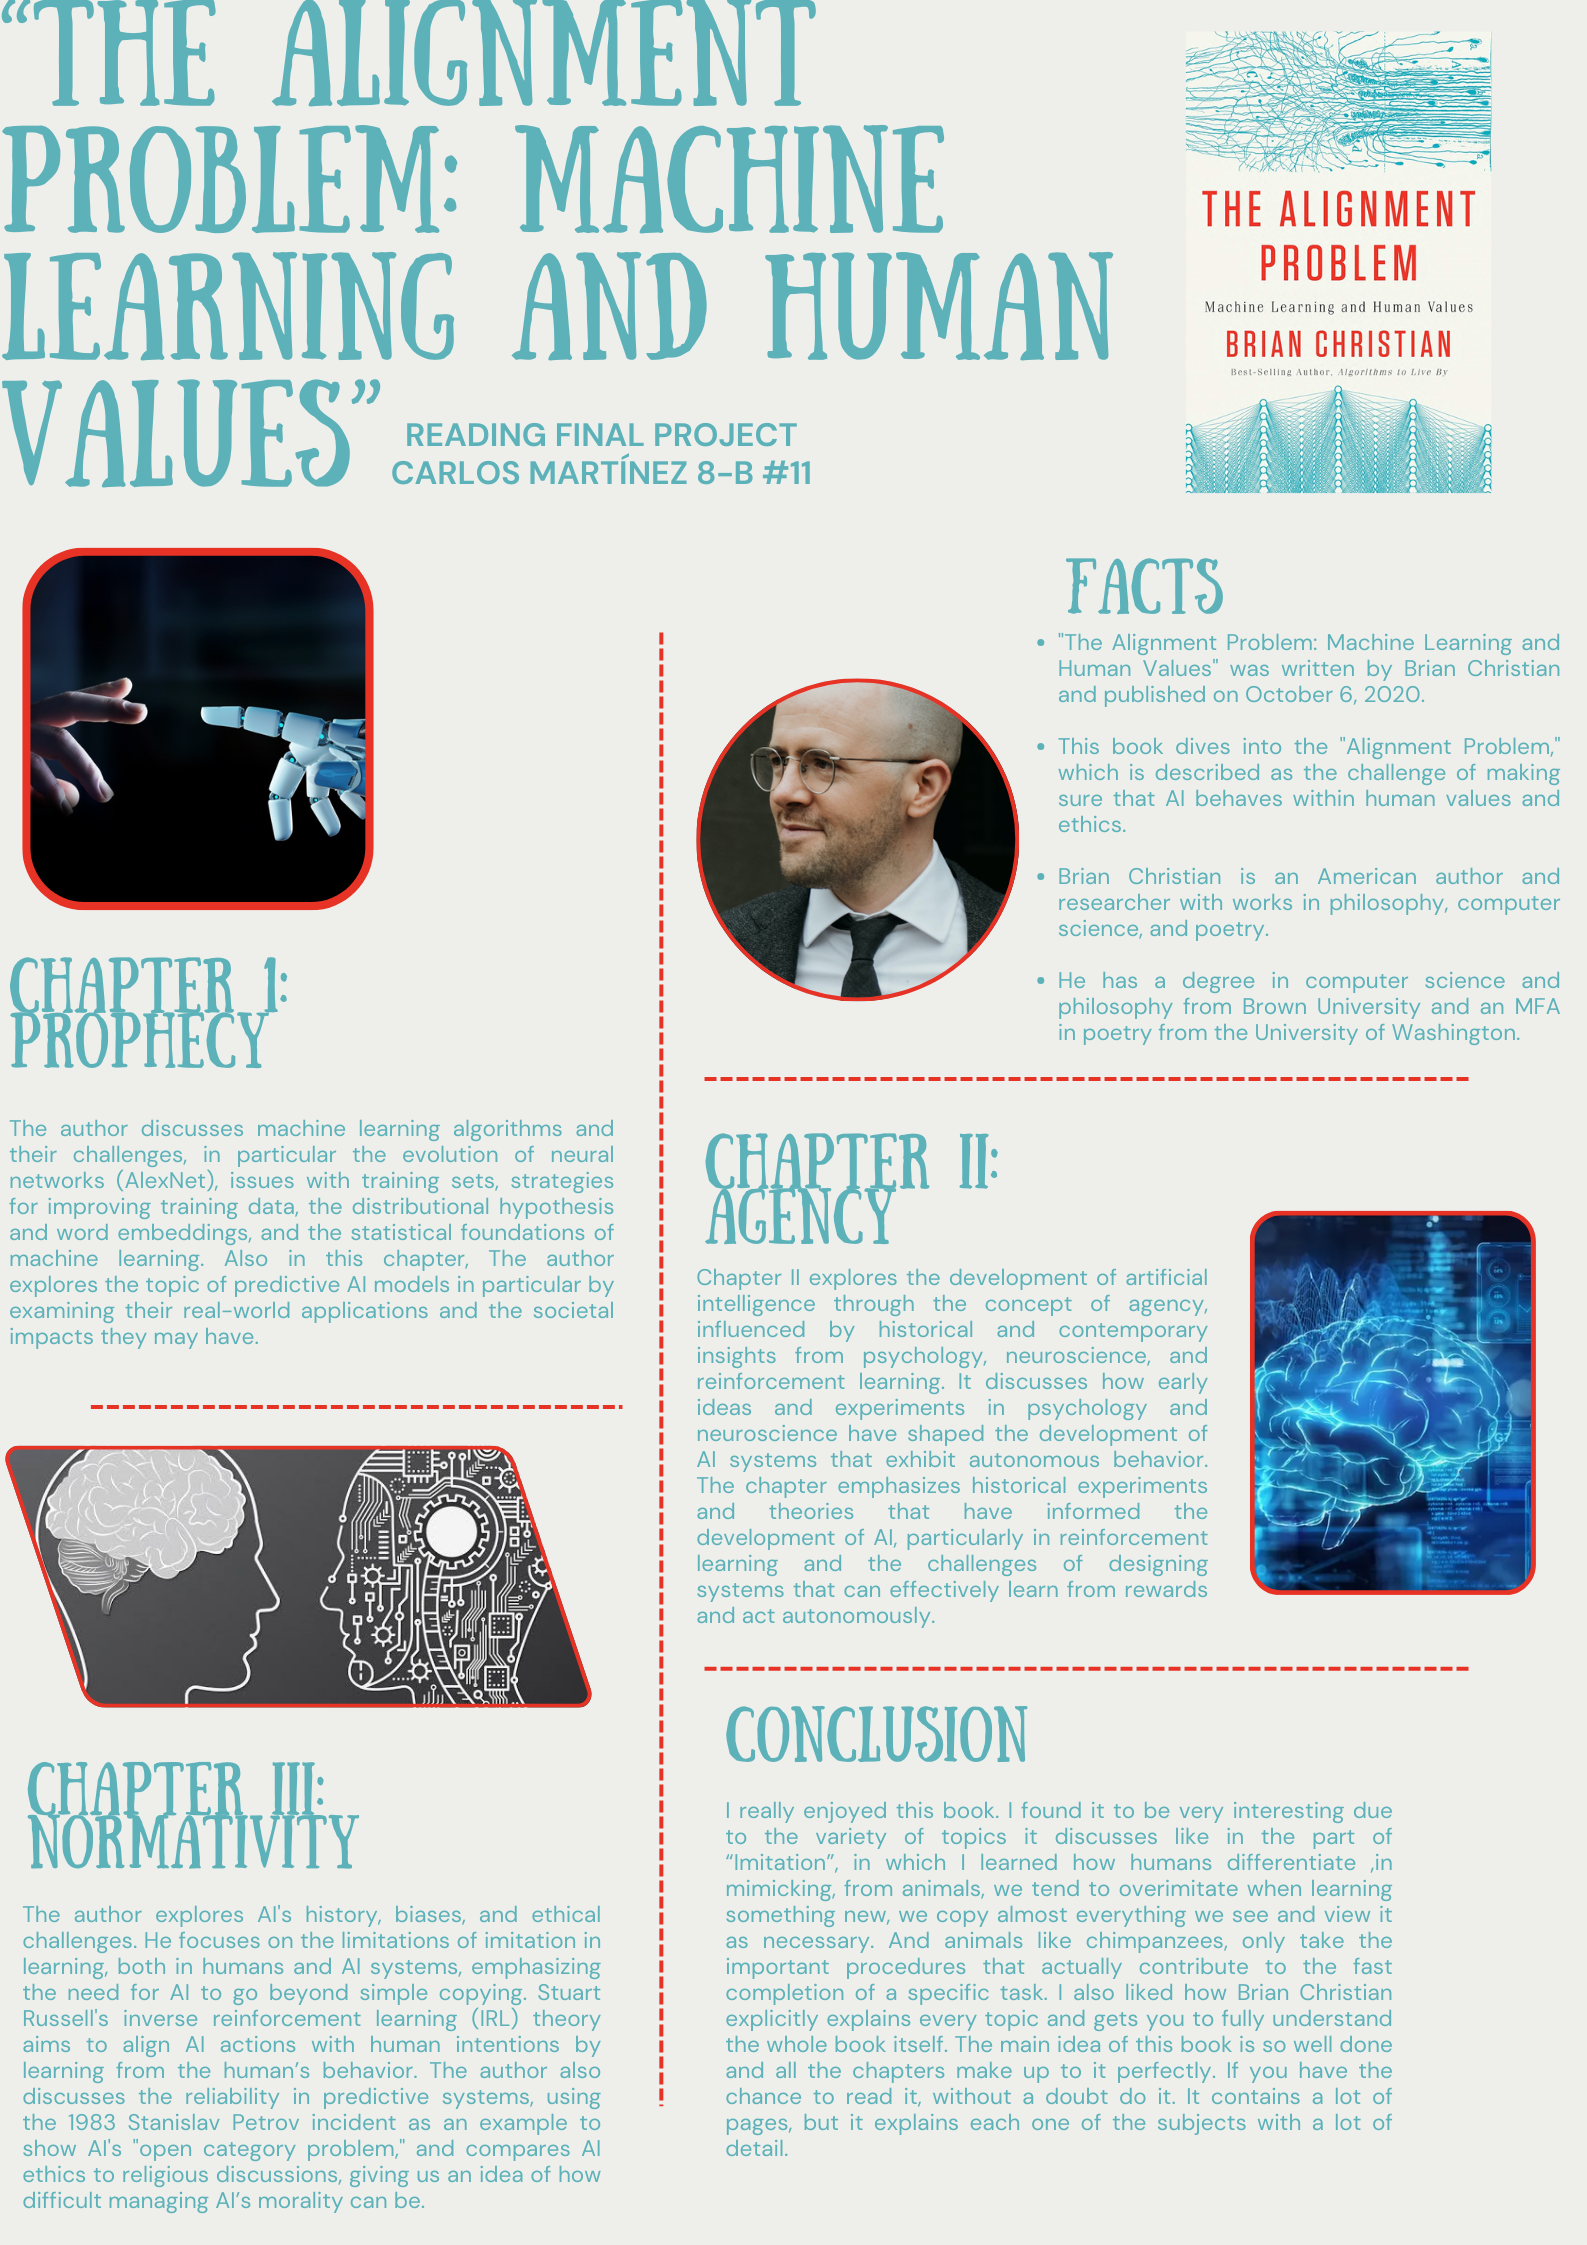 “THE ALIGNMENT
PROBLEM: MACHINE
LEARNING AND HUMAN
VALUES”
READING FINAL PROJECT
CARLOS MARTÍNEZ 8-B #11
THE ALIGNMENT
PROBLEM
Machine Learning and Human Values
BRIAN CHRISTIAN
Best-Selling Author, Algorithms to Live By
FACTS
• "The Alignment Problem: Machine Learning and
Human Values" was written by Brian Christian
and published on October 6, 2020.
• This book dives into the "Alignment Problem,"
which is described as the challenge of making
sure that AI behaves within human values and
ethics.
• Brian Christian is an American author and
researcher with works in philosophy, computer
science, and poetry.
• He has a degree in computer science and
philosophy from Brown University and an MFA
in poetry from the University of Washington.
CHAPTER 1:
PROPHECY
The author discusses machine learning algorithms and
their challenges, in particular the evolution of neural
networks (AlexNet), issues with training sets, strategies
for improving training data, the distributional hypothesis
and word embeddings, and the statistical foundations of
machine learning. Also in this chapter, The author
explores the topic of predictive AI models in particular by
examining their real-world applications and the societal
impacts they may have.
CHAPTER II:
AGENCY
Chapter II explores the development of artificial
intelligence through the concept of agency,
influenced by historical and contemporary
insights from psychology, neuroscience, and
reinforcement learning. It discusses how early
ideas and experiments in psychology and
neuroscience have shaped the development of
AI systems that exhibit autonomous behavior.
The chapter emphasizes historical experiments
and theories that have informed the
development of AI, particularly in reinforcement
learning and the challenges of designing
systems that can effectively learn from rewards
and act autonomously.
CHAPTER III:
NORMATIVITY
The author explores AI's history, biases, and ethical
challenges. He focuses on the limitations of imitation in
learning, both in humans and AI systems, emphasizing
the need for AI to go beyond simple copying. Stuart
Russell's inverse reinforcement learning (IRL) theory
aims to align AI actions with human intentions by
learning from the human’s behavior. The author also
discusses the reliability in predictive systems, using
the 1983 Stanislav Petrov incident as an example to
show AI's "open category problem," and compares AI
ethics to religious discussions, giving us an idea of how
difficult managing AI’s morality can be.
CONCLUSION
I really enjoyed this book. I found it to be very interesting due
to the variety of topics it discusses like in the part of
“Imitation”, in which I learned how humans differentiate ,in
mimicking, from animals, we tend to overimitate when learning
something new, we copy almost everything we see and view it
as necessary. And animals like chimpanzees, only take the
important procedures that actually contribute to the fast
completion of a specific task. I also liked how Brian Christian
explicitly explains every topic and gets you to fully understand
the whole book itself. The main idea of this book is so well done
and all the chapters make up to it perfectly. If you have the
chance to read it, without a doubt do it. It contains a lot of
pages, but it explains each one of the subjects with a lot of
detail.